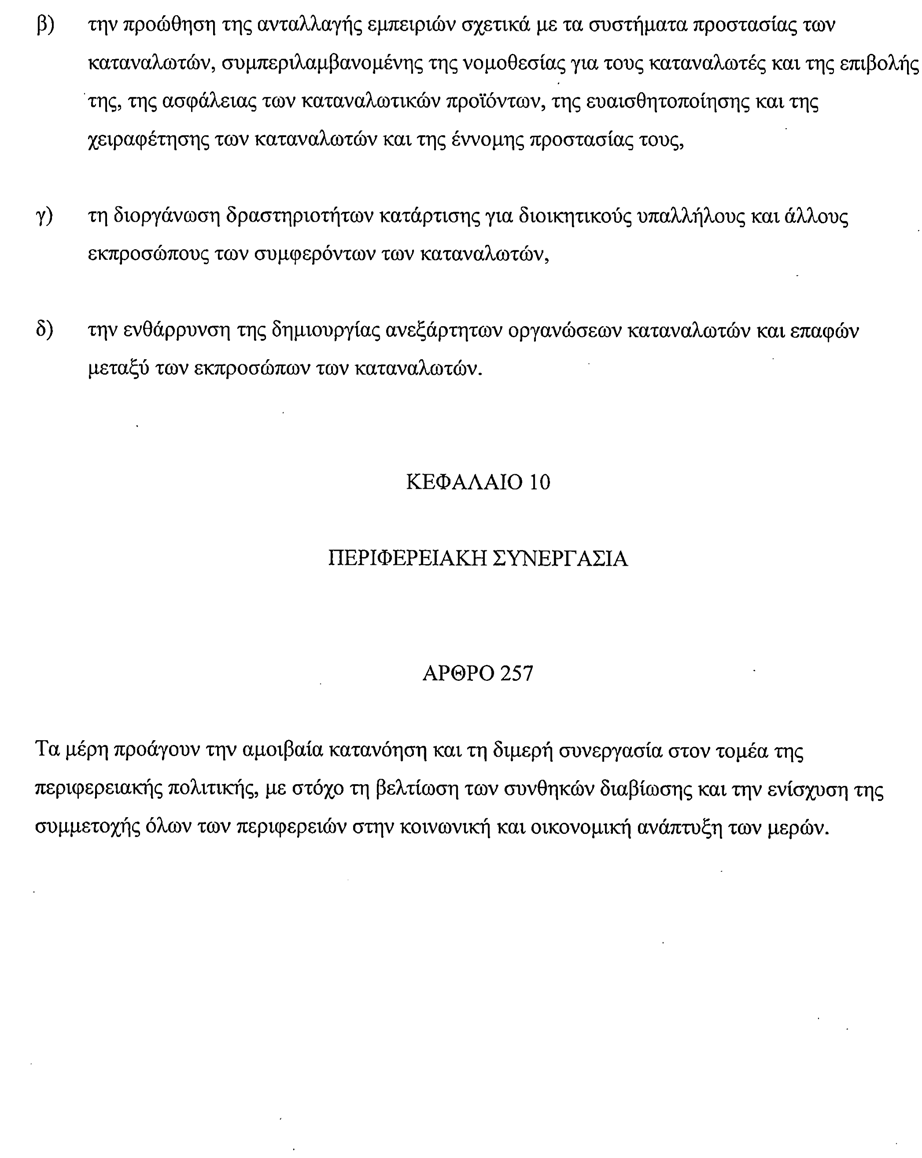 β) την προώθηση της ανταλλαγής εμπειριών σχετικά με τα συστήματα προστασίας των
καταναλωτών, συμπεριλαμβανομένης της νομοθεσίας για τους καταναλωτές και της επιβολής
της, της ασφάλειας των καταναλωτικών προϊόντων, της ευαισθητοποίησης και της
χειραφέτησης των καταναλωτών και της έννομης προστασίας τους,
γ) τη διοργάνωση δραστηριοτήτων κατάρτισης για διοικητικούς υπαλλήλους και άλλους
εκπροσώπους των συμφερόντων των καταναλωτών,
δ) την ενθάρρυνση της δημιουργίας ανεξάρτητων οργανώσεων καταναλωτών και επαφών
μεταξύ των εκπροσώπων των καταναλωτών.
ΚΕΦΑΛΑΙΟ 10
ΠΕΡΙΦΕΡΕΙΑΚΗ ΣΥΝΕΡΓΑΣΙΑ
ΑΡΘΡΟ 257
Τα μέρη προάγουν την αμοιβαία κατανόηση και τη διμερή συνεργασία στον τομέα της
περιφερειακής πολιτικής, με στόχο τη βελτίωση των συνθηκών διαβίωσης και την ενίσχυση της
συμμετοχής όλων των περιφερειών στην κοινωνική και οικονομική ανάπτυξη των μερών.